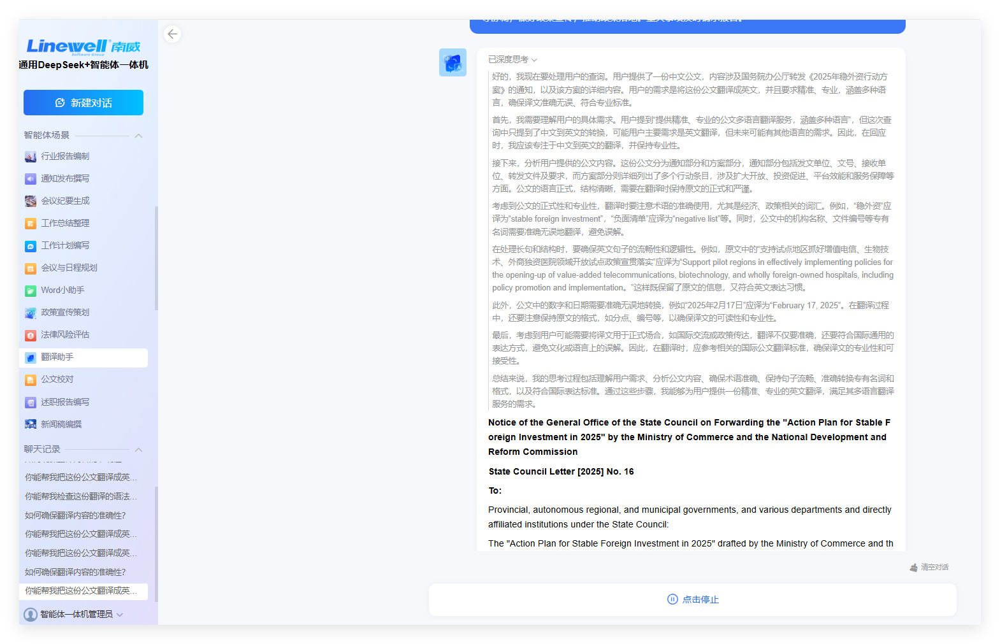 Linewell 南威
Software Group
通用DeepSeek+智能体一体机
新建对话
智能体场景
行业报告编制
通知发布撰写
会议纪要生成
工作总结整理
工作计划编写
会议与日程规划
Word小助手
政策宣传策划
法律风险评估
翻译助手
公文校对
述职报告编写
新闻稿编撰
聊天记录
你能帮我把这份公文翻译成英...
你能帮我检查这份翻译的语法...
如何确保翻译内容的准确性？
你能帮我把这份公文翻译成英...
你能帮我把这份公文翻译成英...
如何确保翻译内容的准确性？
你能帮我把这份公文翻译成英...
智能体一体机管理员
已深度思考
好的，我现在要处理用户的查询。用户提供了一份中文公文，内容涉及国务院办公厅转发《2025年稳外资行动方
案》的通知，以及该方案的详细内容。用户的需求是将这份公文翻译成英文，并且要求精准、专业，涵盖多种语
言，确保译文准确无误、符合专业标准。
首先，我需要理解用户的具体需求。用户提到“提供精准、专业的公文多语言翻译服务，涵盖多种语言”，但这次查
询中只提到了中文到英文的转换，可能用户主要需求是英文翻译，但未来可能有其他语言的需求。因此，在回应
时，我应该专注于中文到英文的翻译，并保持专业性。
接下来，分析用户提供的公文内容。这份公文分为通知部分和方案部分，通知部分包括发文单位、文号、接收单
位、转发文件及要求，而方案部分则详细列出了多个行动条目，涉及扩大开放、投资促进、平台效能和服务保障等
方面。公文的语言正式，结构清晰，需要在翻译时保持原文的正式和严谨。
考虑到公文的正式性和专业性，翻译时要注意术语的准确使用，尤其是经济、政策相关的词汇。例如，“稳外资”应
译为“stable foreign investment”，“负面清单”应译为“negative list”等。同时，公文中的机构名称、文件编号等专有
名词需要准确无误地翻译，避免误解。
在处理长句和结构时，要确保英文句子的流畅性和逻辑性。例如，原文中的“支持试点地区抓好增值电信、生物技
术、外商独资医院领域开放试点政策宣贯落实”应译为“Support pilot regions in effectively implementing policies for
the opening-up of value-added telecommunications, biotechnology, and wholly foreign-owned hospitals, including
policy promotion and implementation。”这样既保留了原文的信息，又符合英文表达习惯。
此外，公文中的数字和日期需要准确无误地转换，例如“2025年2月17日”应译为“February 17, 2025”。在翻译过程
中，还要注意保持原文的格式，如分点、编号等，以确保译文的可读性和专业性。
最后，考虑到用户可能需要将译文用于正式场合，如国际交流或政策传达，翻译不仅要准确，还要符合国际通用的
表达方式，避免文化或语言上的误解。因此，在翻译时，应参考相关的国际公文翻译标准，确保译文的专业性和可
接受性。
总结来说，我的思考过程包括理解用户需求、分析公文内容、确保术语准确、保持句子流畅、准确转换专有名词和
格式，以及符合国际表达标准。通过这些步骤，我能够为用户提供一份精准、专业的英文翻译，满足其多语言翻译
服务的需求。
Notice of the General Office of the State Council on Forwarding the "Action Plan for Stable F
oreign Investment in 2025" by the Ministry of Commerce and the National Development and
Reform Commission
State Council Letter [2025] No. 16
To:
Provincial, autonomous regional, and municipal governments, and various departments and directly
affiliated institutions under the State Council:
The "Action Plan for Stable Foreign Investment in 2025" drafted by the Ministry of Commerce and th
清空对话
点击停止